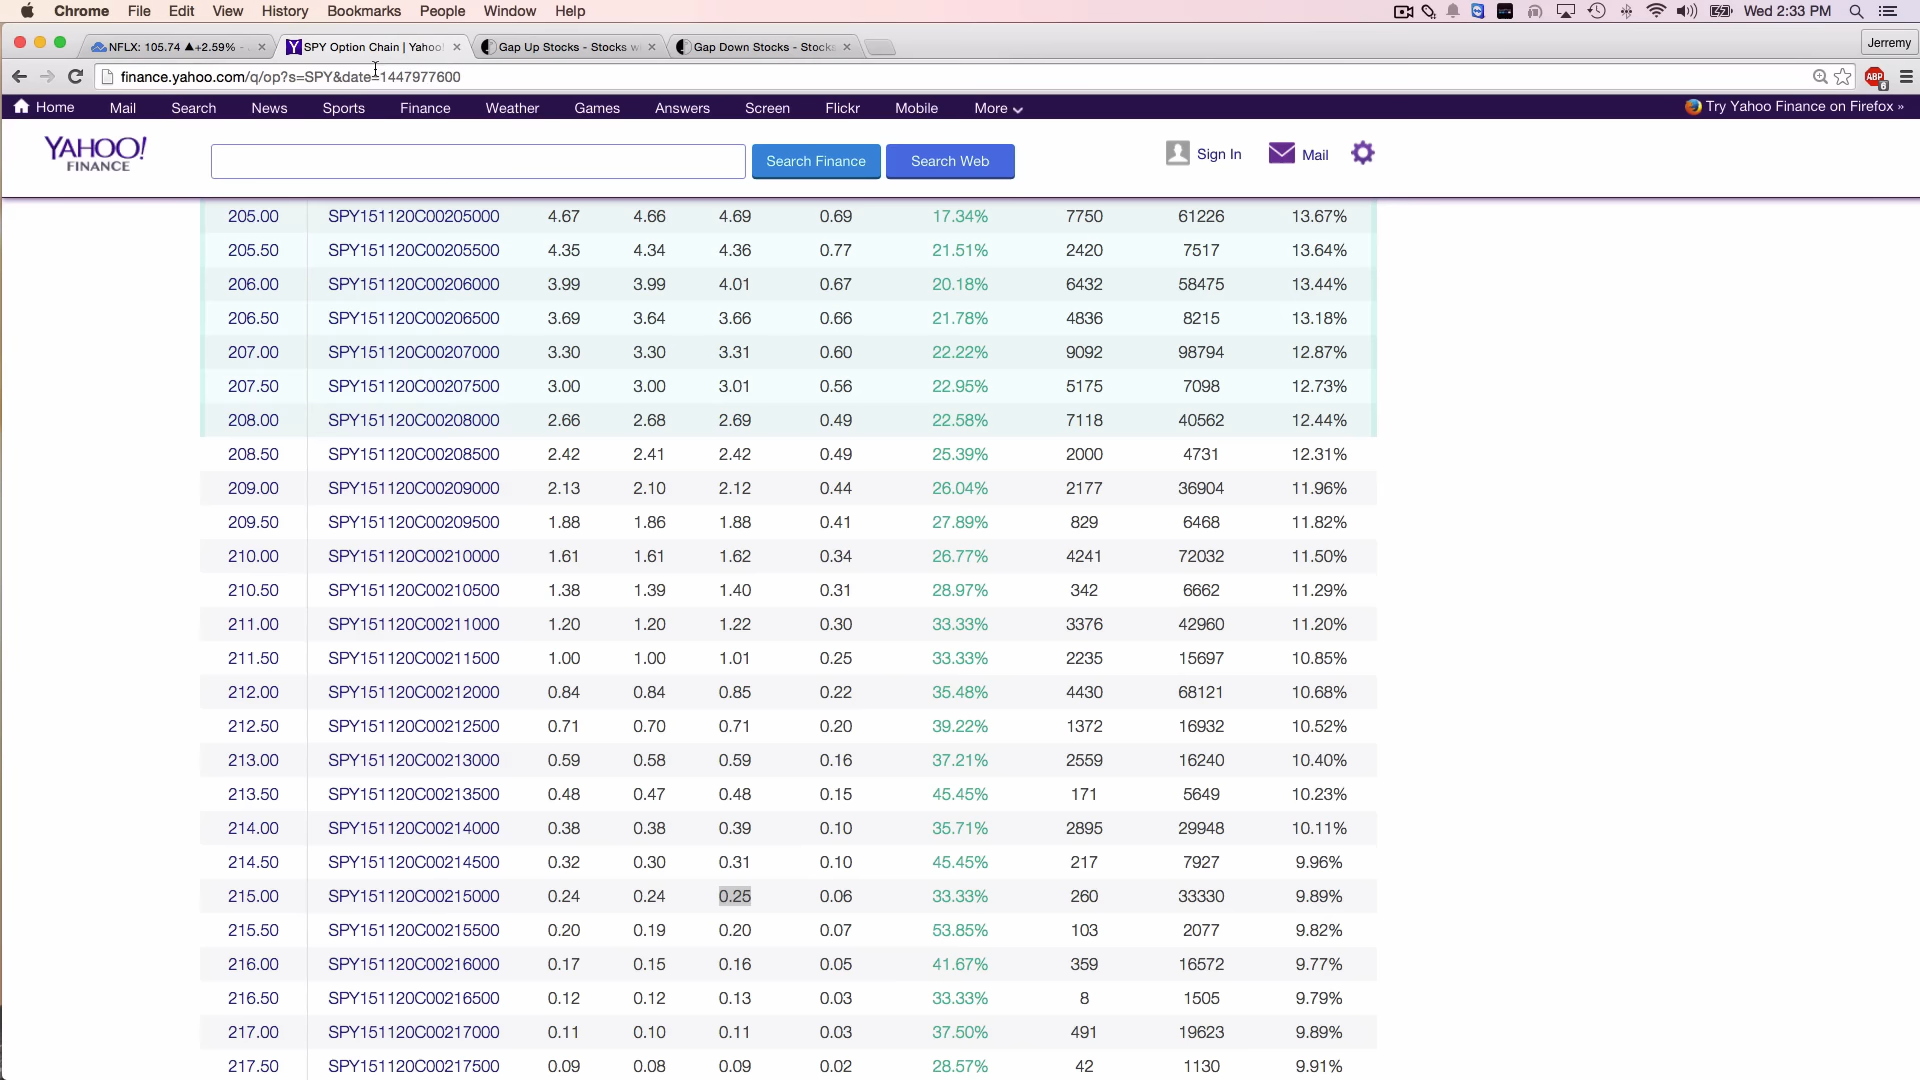 Chrome File Edit View History Bookmarks People Window Help Wed 2:33 PM
NFLX: 105.74 ▲+2.59% - SPY Option Chain | Yahoo! Gap Up Stocks - Stocks w Gap Down Stocks - Stock Jerremy
finance.yahoo.com/q/op?s=SPY&date=1447977600 ABP 6
Home Mail Search News Sports Finance Weather Games Answers Screen Flickr Mobile More Try Yahoo Finance on Firefox »
YAHOO!
FINANCE
Search Finance Search Web Sign In Mail
205.00 SPY151120C00205000 4.67 4.66 4.69 0.69 17.34% 7750 61226 13.67%
205.50 SPY151120C00205500 4.35 4.34 4.36 0.77 21.51% 2420 7517 13.64%
206.00 SPY151120C00206000 3.99 3.99 4.01 0.67 20.18% 6432 58475 13.44%
206.50 SPY151120C00206500 3.69 3.64 3.66 0.66 21.78% 4836 8215 13.18%
207.00 SPY151120C00207000 3.30 3.30 3.31 0.60 22.22% 9092 98794 12.87%
207.50 SPY151120C00207500 3.00 3.00 3.01 0.56 22.95% 5175 7098 12.73%
208.00 SPY151120C00208000 2.66 2.68 2.69 0.49 22.58% 7118 40562 12.44%
208.50 SPY151120C00208500 2.42 2.41 2.42 0.49 25.39% 2000 4731 12.31%
209.00 SPY151120C00209000 2.13 2.10 2.12 0.44 26.04% 2177 36904 11.96%
209.50 SPY151120C00209500 1.88 1.86 1.88 0.41 27.89% 829 6468 11.82%
210.00 SPY151120C00210000 1.61 1.61 1.62 0.34 26.77% 4241 72032 11.50%
210.50 SPY151120C00210500 1.38 1.39 1.40 0.31 28.97% 342 6662 11.29%
211.00 SPY151120C00211000 1.20 1.20 1.22 0.30 33.33% 3376 42960 11.20%
211.50 SPY151120C00211500 1.00 1.00 1.01 0.25 33.33% 2235 15697 10.85%
212.00 SPY151120C00212000 0.84 0.84 0.85 0.22 35.48% 4430 68121 10.68%
212.50 SPY151120C00212500 0.71 0.70 0.71 0.20 39.22% 1372 16932 10.52%
213.00 SPY151120C00213000 0.59 0.58 0.59 0.16 37.21% 2559 16240 10.40%
213.50 SPY151120C00213500 0.48 0.47 0.48 0.15 45.45% 171 5649 10.23%
214.00 SPY151120C00214000 0.38 0.38 0.39 0.10 35.71% 2895 29948 10.11%
214.50 SPY151120C00214500 0.32 0.30 0.31 0.10 45.45% 217 7927 9.96%
215.00 SPY151120C00215000 0.24 0.24 0.25 0.06 33.33% 260 33330 9.89%
215.50 SPY151120C00215500 0.20 0.19 0.20 0.07 53.85% 103 2077 9.82%
216.00 SPY151120C00216000 0.17 0.15 0.16 0.05 41.67% 359 16572 9.77%
216.50 SPY151120C00216500 0.12 0.12 0.13 0.03 33.33% 8 1505 9.79%
217.00 SPY151120C00217000 0.11 0.10 0.11 0.03 37.50% 491 19623 9.89%
217.50 SPY151120C00217500 0.09 0.08 0.09 0.02 28.57% 42 1130 9.91%